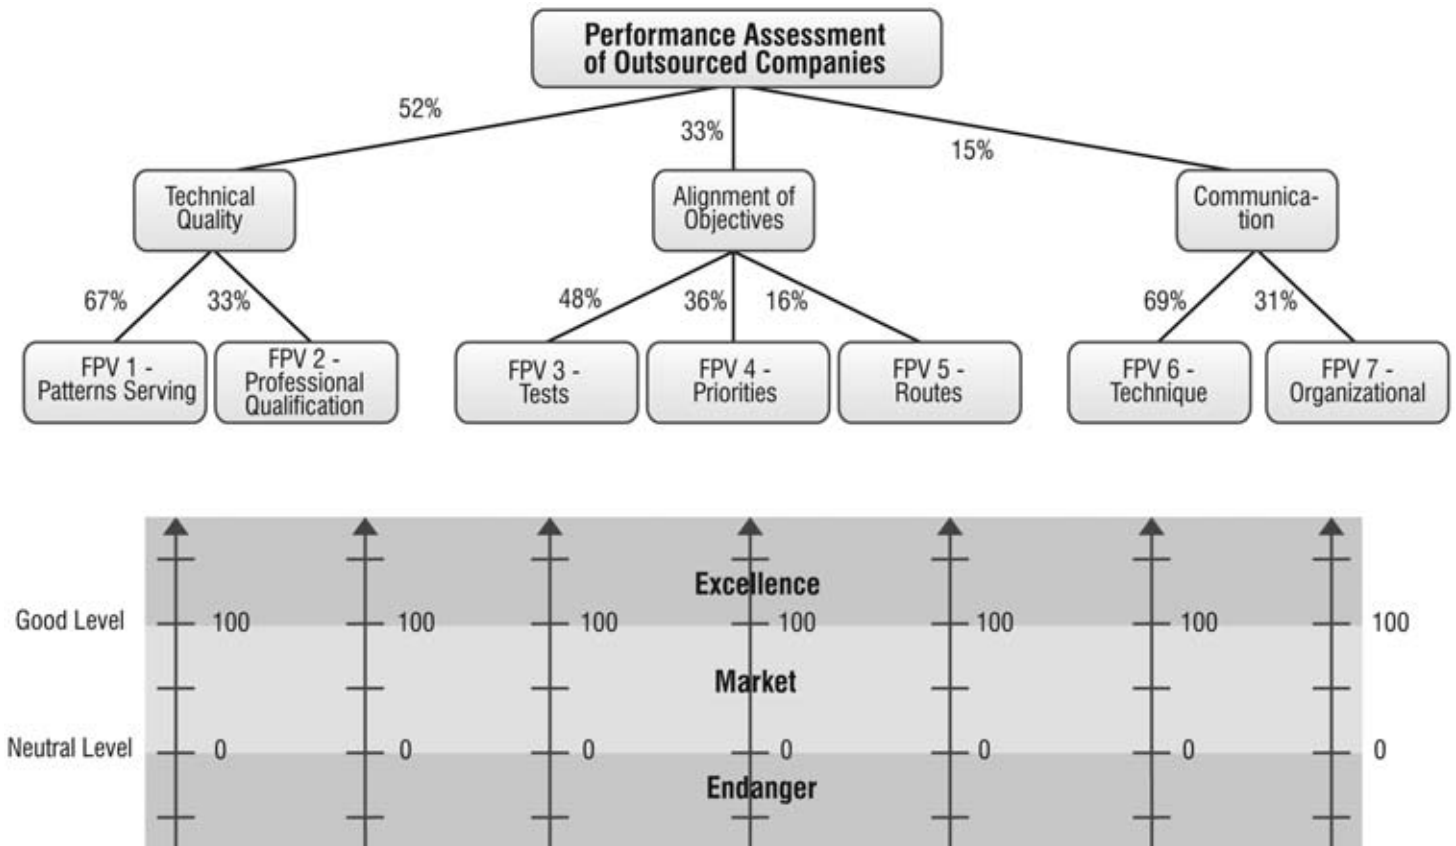 Performance Assessment
of Outsourced Companies
52%
33%
15%
Technical
Quality
Alignment of
Objectives
Communica-
tion
67%
33%
48%
36%
16%
69%
31%
FPV 1 -
Patterns Serving
FPV 2 -
Professional
Qualification
FPV 3 -
Tests
FPV 4 -
Priorities
FPV 5 -
Routes
FPV 6 -
Technique
FPV 7 -
Organizational
Excellence
Good Level 100 100 100 100 100 100 100
Market
Neutral Level 0 0 0 0 0 0 0
Endanger